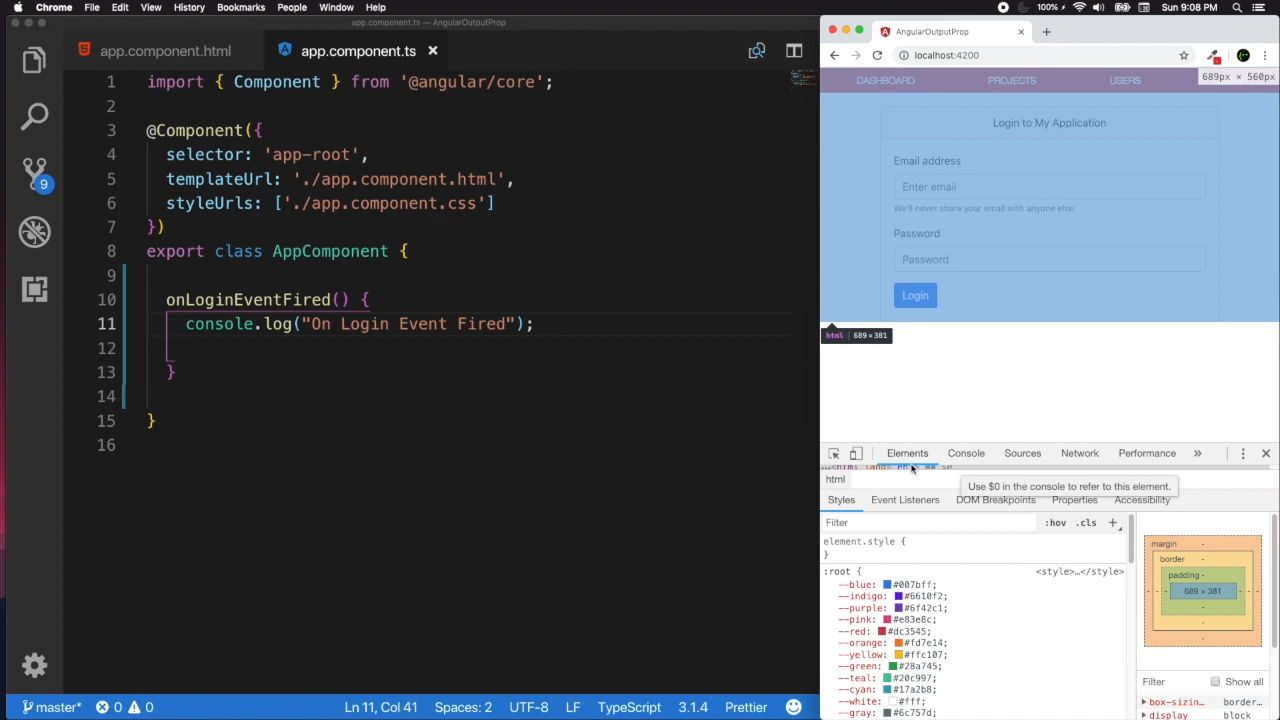 Chrome File Edit View History Bookmarks People Window Help
100% Sun 9:08 PM
app.component.ts — AngularOutputProp
app.component.html
app.component.ts
import { Component } from '@angular/core';
2
3 @Component({
4 selector: 'app-root',
5 templateUrl: './app.component.html',
6 styleUrls: ['./app.component.css']
7 })
8 export class AppComponent {
9
10 onLoginEventFired() {
11 console.log("On Login Event Fired");
12
13 }
14
15 }
16
9
master* 0 0 Ln 11, Col 41 Spaces: 2 UTF-8 LF TypeScript 3.1.4 Prettier
AngularOutputProp
localhost:4200
DASHBOARD PROJECTS USERS
689px × 560px
Login to My Application
Email address
Enter email
We'll never share your email with anyone else.
Password
Password
Login
html 689×381
Elements Console Sources Network Performance »
html
Use $0 in the console to refer to this element.
Styles Event Listeners DOM Breakpoints Properties Accessibility
Filter :hov .cls +
element.style {
}
:root { <style>…</style>
--blue: #007bff;
--indigo: #6610f2;
--purple: #6f42c1;
--pink: #e83e8c;
--red: #dc3545;
--orange: #fd7e14;
--yellow: #ffc107;
--green: #28a745;
--teal: #20c997;
--cyan: #17a2b8;
--white: #fff;
--gray: #6c757d;
margin -
border -
padding -
689 × 381
Filter Show all
box-sizin… border…
display block